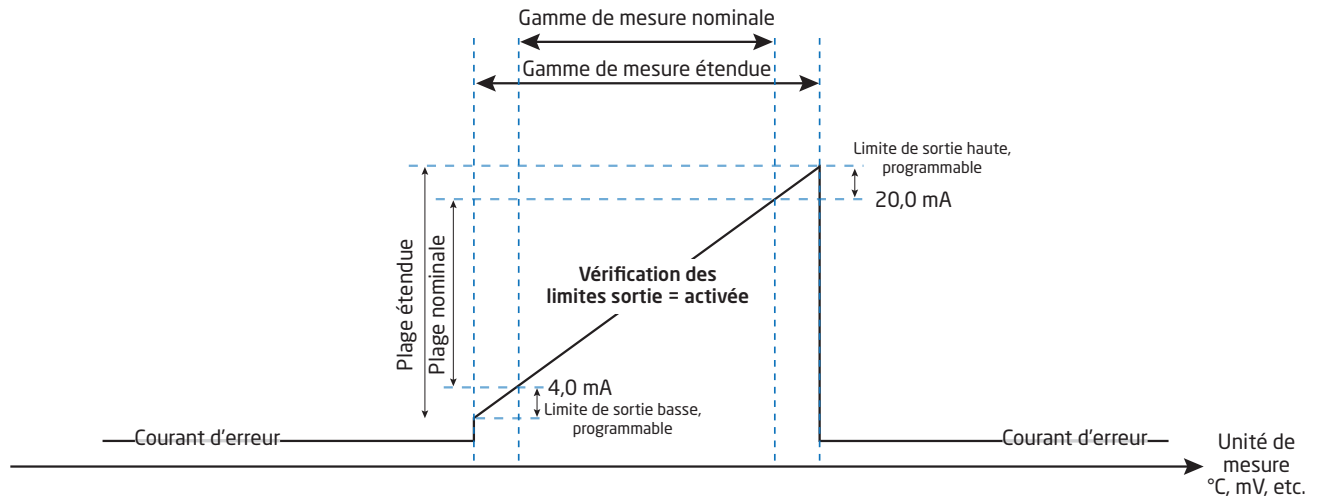 Gamme de mesure nominale
Gamme de mesure étendue
Limite de sortie haute,
programmable
20,0 mA
Plage étendue
Plage nominale
Vérification des
limites sortie = activée
4,0 mA
Limite de sortie basse,
programmable
Courant d'erreur
Courant d'erreur
Unité de
mesure
°C, mV, etc.